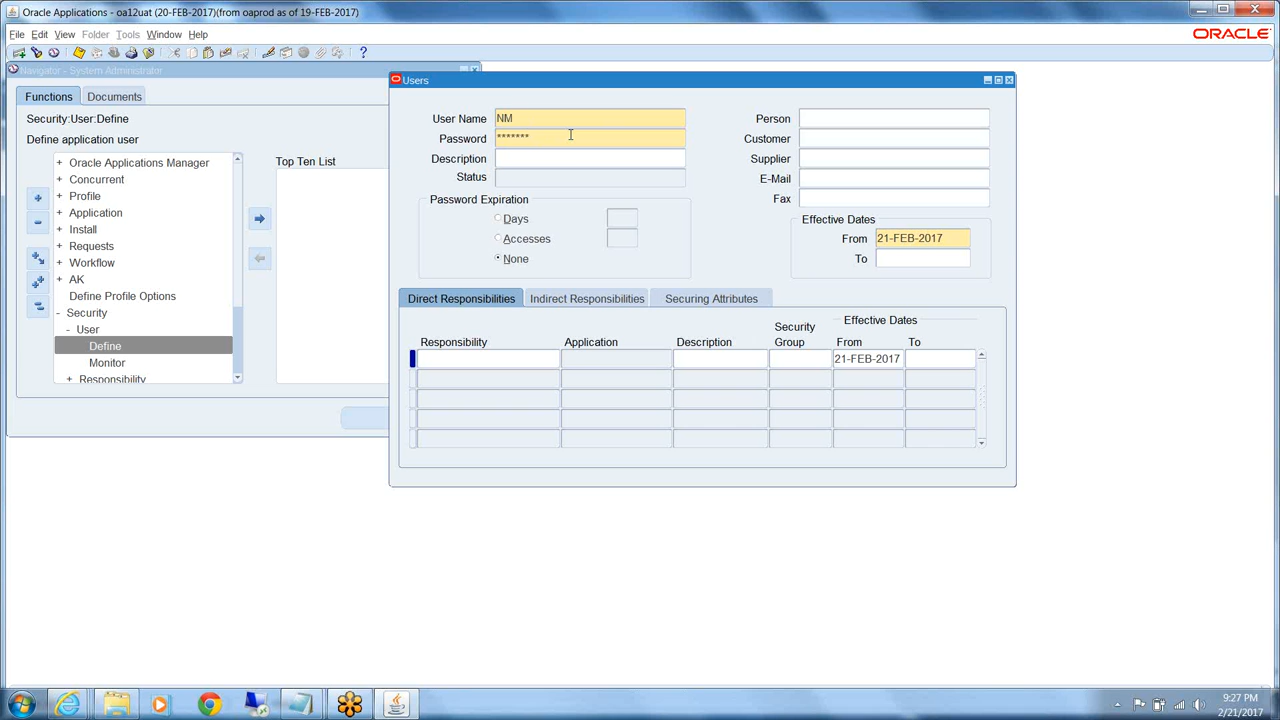 Oracle Applications - oa12uat (20-FEB-2017)(from oaprod as of 19-FEB-2017)
File Edit View Folder Tools Window Help
ORACLE
Navigator - System Administrator
Functions Documents
Security:User:Define
Define application user
+ Oracle Applications Manager
+ Concurrent
+ Profile
+ Application
+ Install
+ Requests
+ Workflow
+ AK
Define Profile Options
- Security
- User
Define
Monitor
+ Responsibility
Top Ten List
Users
User Name NM
Password *******
Description
Status
Person
Customer
Supplier
E-Mail
Fax
Password Expiration
Days
Accesses
None
Effective Dates
From 21-FEB-2017
To
Direct Responsibilities Indirect Responsibilities Securing Attributes
Effective Dates
Responsibility Application Description Security Group From To
21-FEB-2017
9:27 PM
2/21/2017